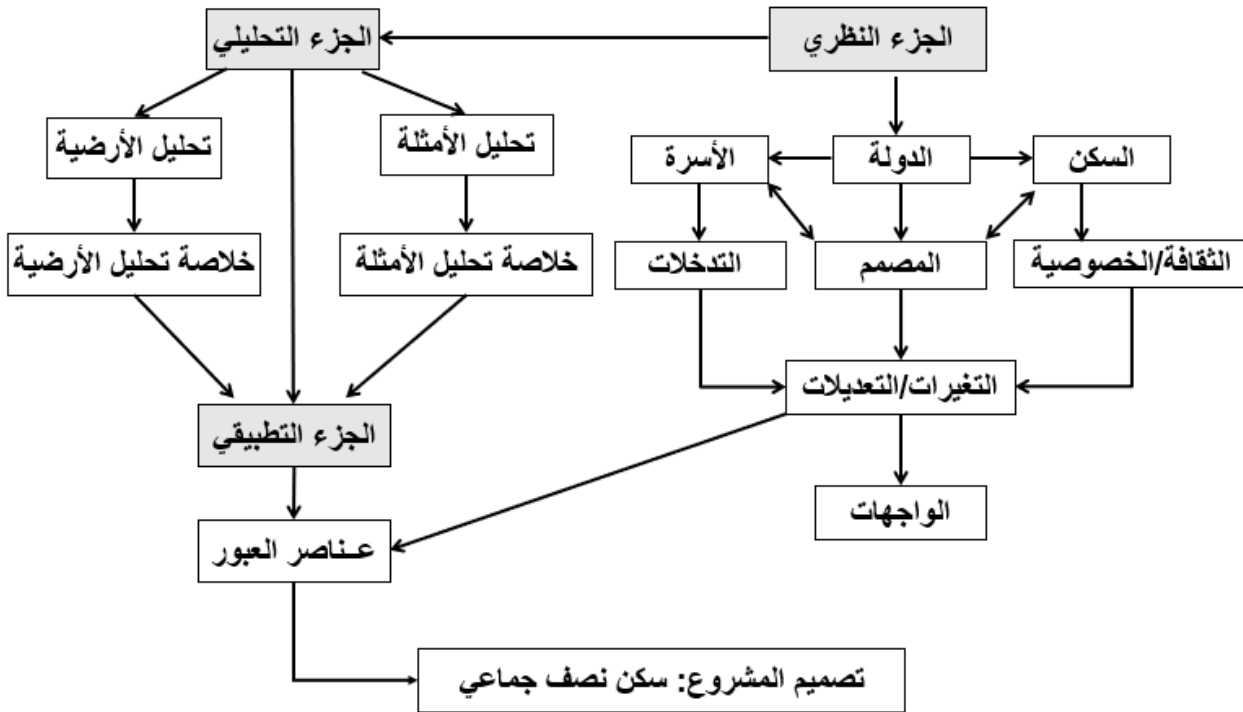 الجزء النظري
الجزء التحليلي
تحليل الأمثلة
تحليل الأرضية
السكن
الدولة
الأسرة
خلاصة تحليل الأمثلة
خلاصة تحليل الأرضية
الثقافة/الخصوصية
المصمم
التدخلات
التغيرات/التعديلات
الجزء التطبيقي
الواجهات
عـناصر العبور
تصميم المشروع: سكن نصف جماعي